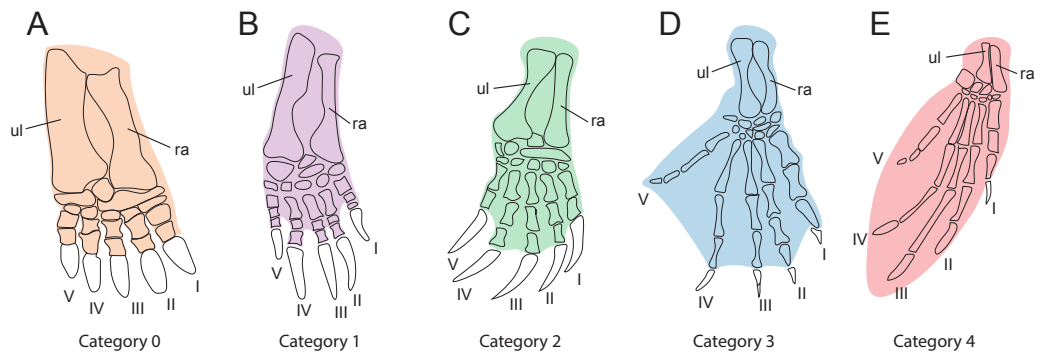 A
B
C
D
E
ul
ra
V
IV
III
II
I
Category 0
ul
ra
V
IV
III
II
I
Category 1
ul
ra
V
IV
III
II
I
Category 2
ul
ra
V
IV
III
II
I
Category 3
ul
ra
V
IV
III
II
I
Category 4